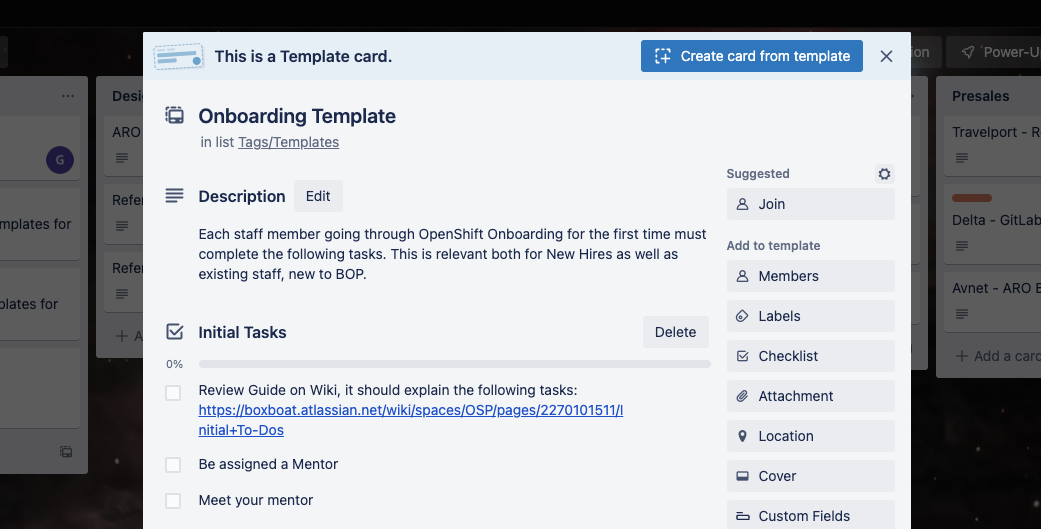 This is a Template card.
Create card from template
ion
Power-U
Desi
Presales
Onboarding Template
in list Tags/Templates
ARO
Travelport - R
G
Suggested
Description
Edit
Join
Refer
mplates for
Delta - GitLab
Each staff member going through OpenShift Onboarding for the first time must
complete the following tasks. This is relevant both for New Hires as well as
existing staff, new to BOP.
Add to template
Members
Refer
Avnet - ARO E
plates for
Labels
Initial Tasks
Delete
A
Checklist
Add a card
0%
Review Guide on Wiki, it should explain the following tasks:
https://boxboat.atlassian.net/wiki/spaces/OSP/pages/2270101511/I
nitial+To-Dos
Attachment
Location
Be assigned a Mentor
Cover
Meet your mentor
Custom Fields